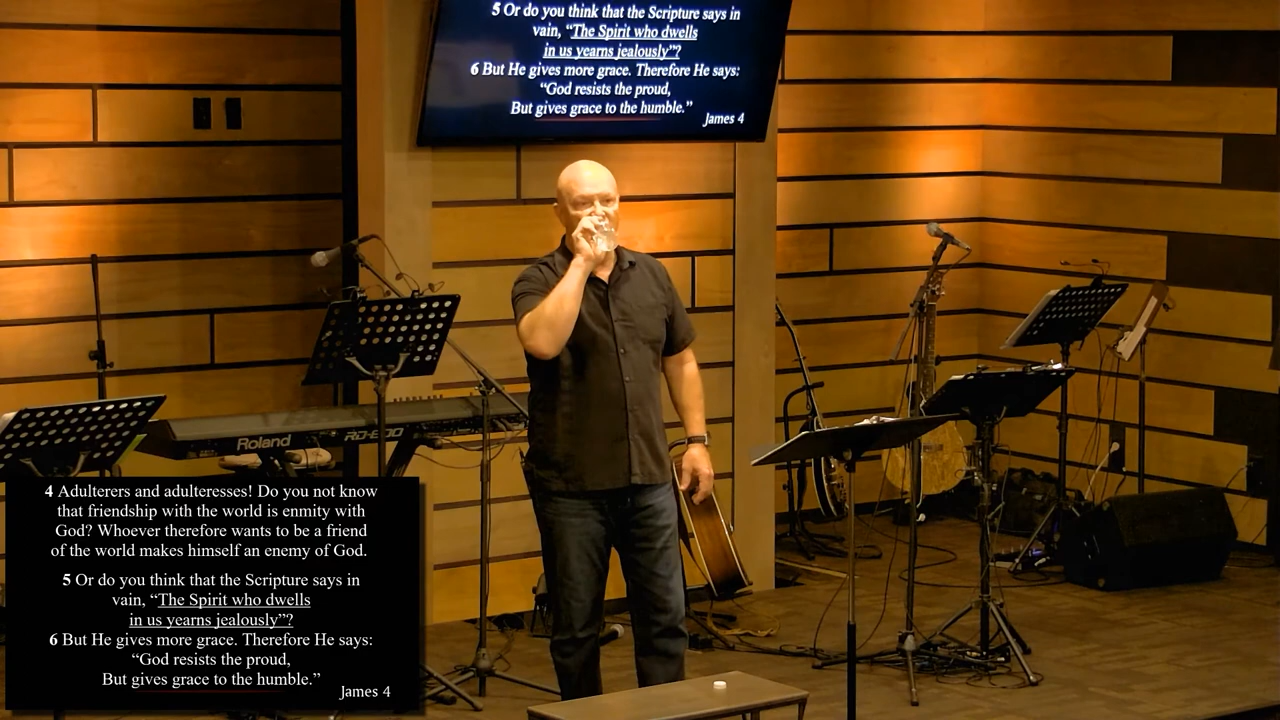 5 Or do you think that the Scripture says in
vain, “The Spirit who dwells
in us yearns jealously”?
6 But He gives more grace. Therefore He says:
“God resists the proud,
But gives grace to the humble.”
James 4
Roland
RD-800
4 Adulterers and adulteresses! Do you not know
that friendship with the world is enmity with
God? Whoever therefore wants to be a friend
of the world makes himself an enemy of God.
5 Or do you think that the Scripture says in
vain, “The Spirit who dwells
in us yearns jealously”?
6 But He gives more grace. Therefore He says:
“God resists the proud,
But gives grace to the humble.”
James 4